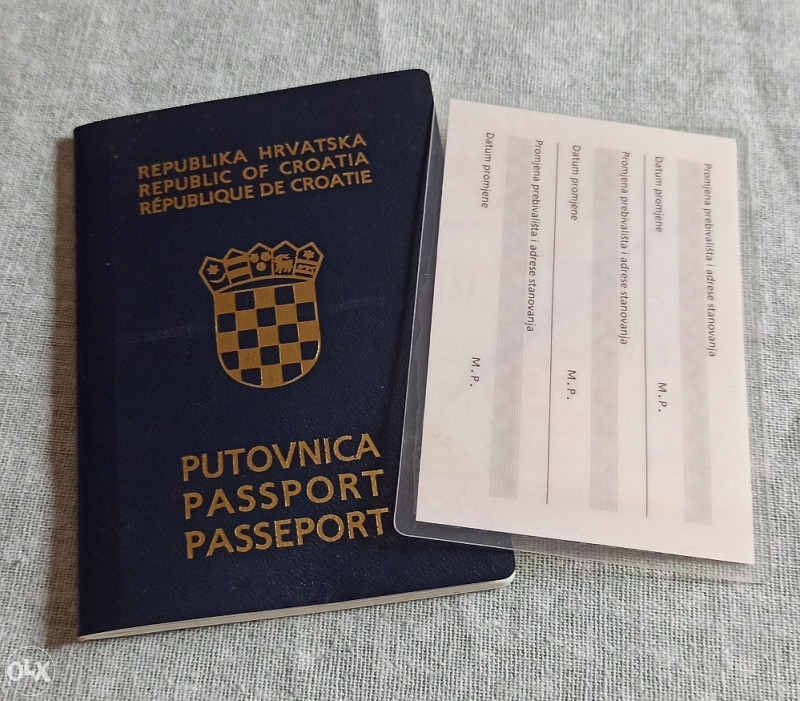 REPUBLIKA HRVATSKA
REPUBLIC OF CROATIA
RÉPUBLIQUE DE CROATIE
PUTOVNICA
PASSPORT
PASSEPORT
Promjena prebivališta i adrese stanovanja
Datum promjene
M.P.
Promjena prebivališta i adrese stanovanja
Datum promjene
M.P.
Promjena prebivališta i adrese stanovanja
Datum promjene
M.P.
OLX